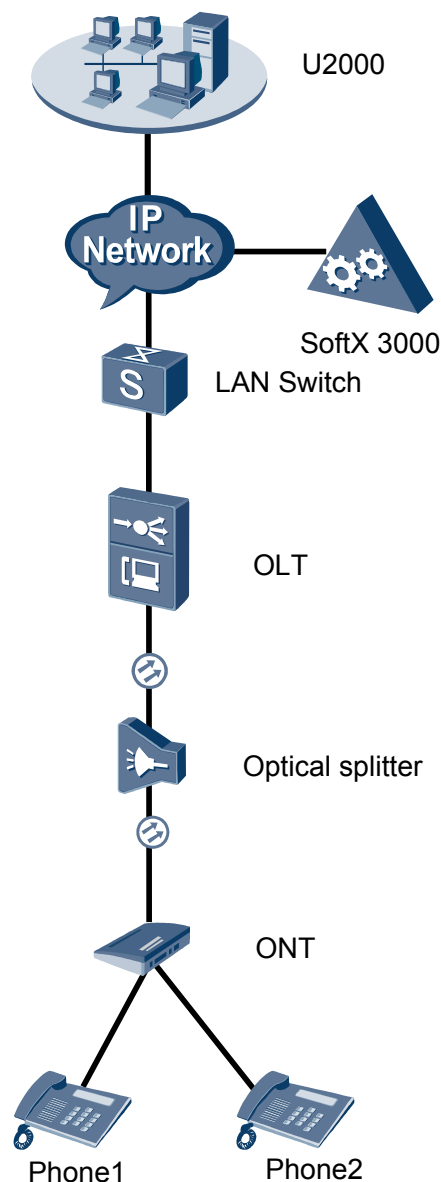 U2000
IP
Network
SoftX 3000
S
LAN Switch
OLT
Optical splitter
ONT
Phone1
Phone2